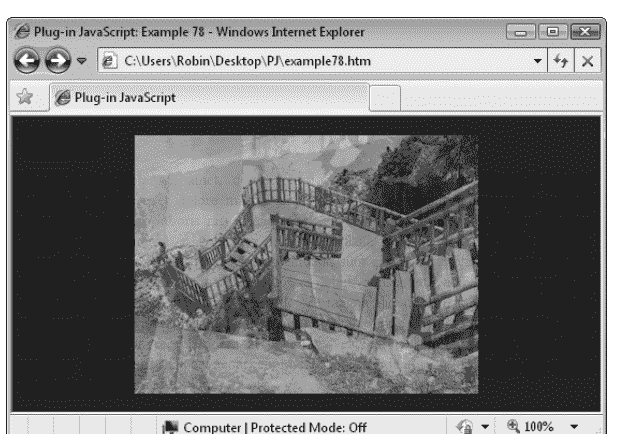 Plug-in JavaScript: Example 78 - Windows Internet Explorer
C:\Users\Robin\Desktop\PJ\example78.htm
Plug-in JavaScript
Computer | Protected Mode: Off
100%